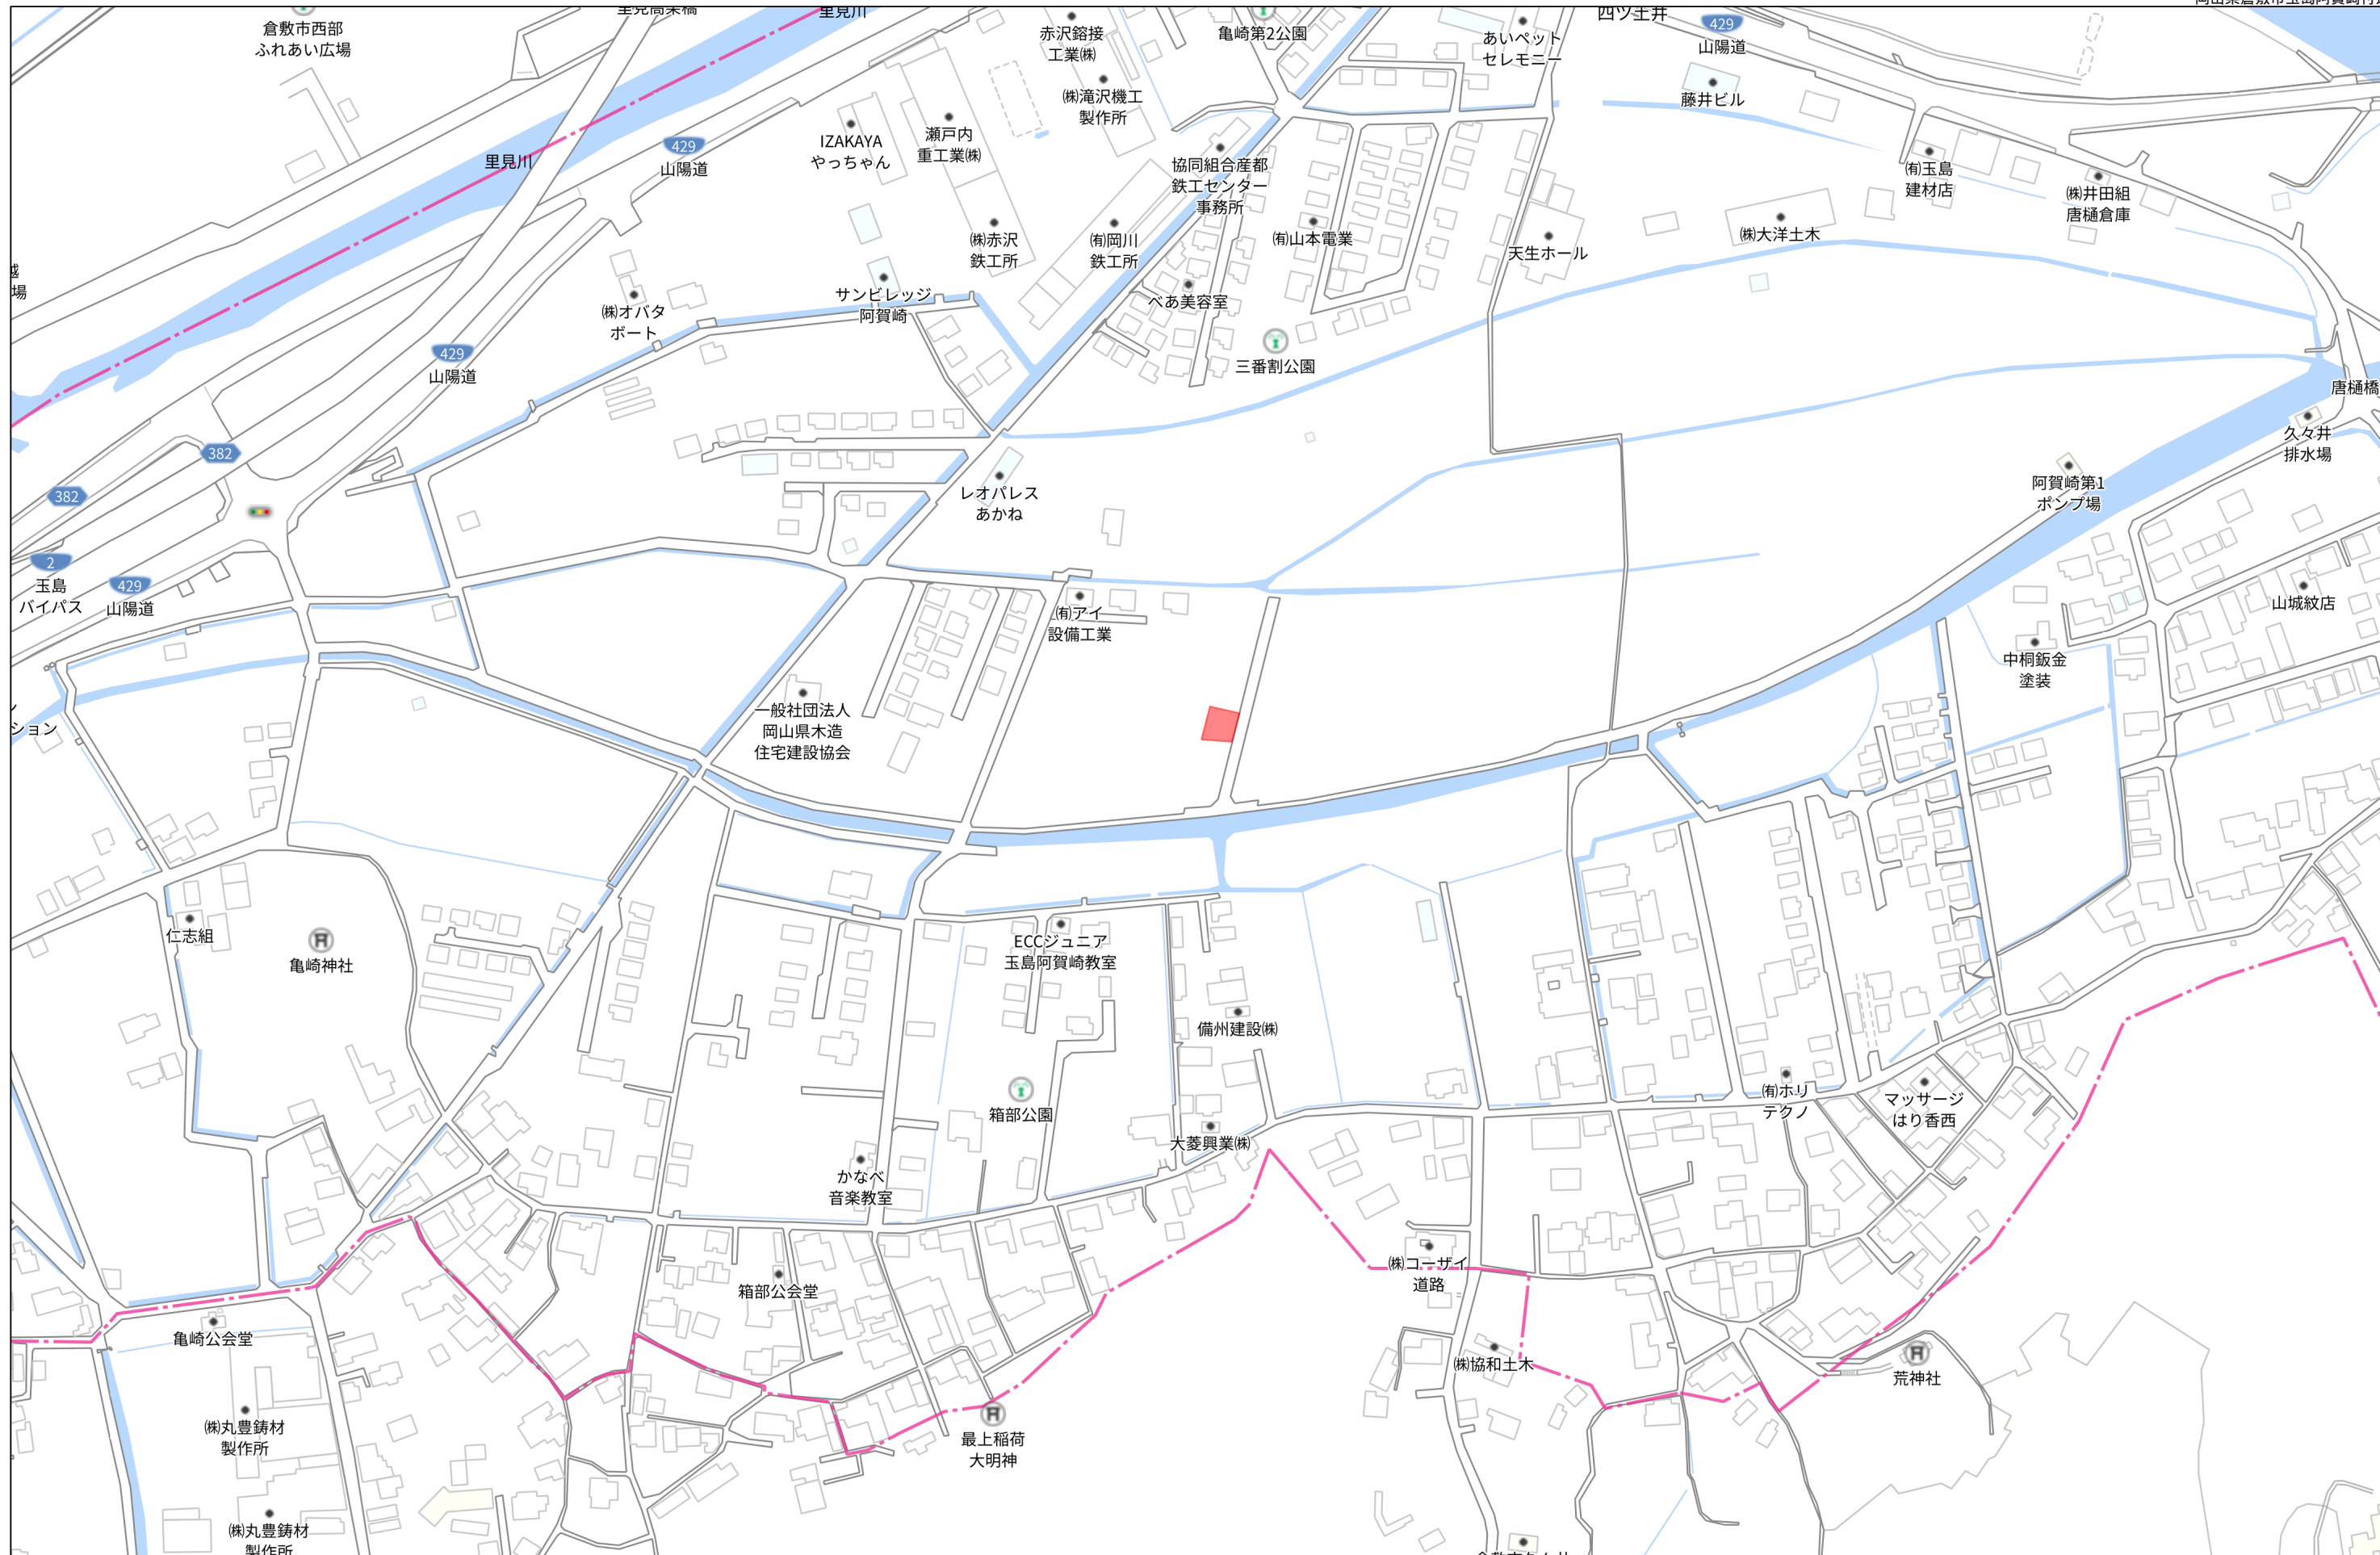 倉敷市西部
ふれあい広場
里見川
赤沢鎔接
工業㈱
亀崎第2公園
あいペット
セレモニー
四ツ土井
429
山陽道
㈱滝沢機工
製作所
藤井ビル
里見川
429
山陽道
IZAKAYA
やっちゃん
瀬戸内
重工業㈱
協同組合産都
鉄工センター
事務所
㈲玉島
建材店
㈱井田組
唐樋倉庫
㈱赤沢
鉄工所
㈲岡川
鉄工所
㈲山本電業
天生ホール
㈱大洋土木
㈱オバタ
ボート
サンビレッジ
阿賀崎
べあ美容室
三番割公園
429
山陽道
唐樋橋
382
久々井
排水場
382
レオパレス
あかね
阿賀崎第1
ポンプ場
2
玉島
バイパス
429
山陽道
㈲アイ
設備工業
山城紋店
中桐鈑金
塗装
ション
一般社団法人
岡山県木造
住宅建設協会
仁志組
亀崎神社
ECCジュニア
玉島阿賀崎教室
備州建設㈱
箱部公園
大菱興業㈱
㈲ホリ
テクノ
マッサージ
はり香西
かなべ
音楽教室
箱部公会堂
㈱コーザイ
道路
亀崎公会堂
㈱協和土木
荒神社
㈱丸豊鋳材
製作所
最上稲荷
大明神
㈱丸豊鋳材
製作所